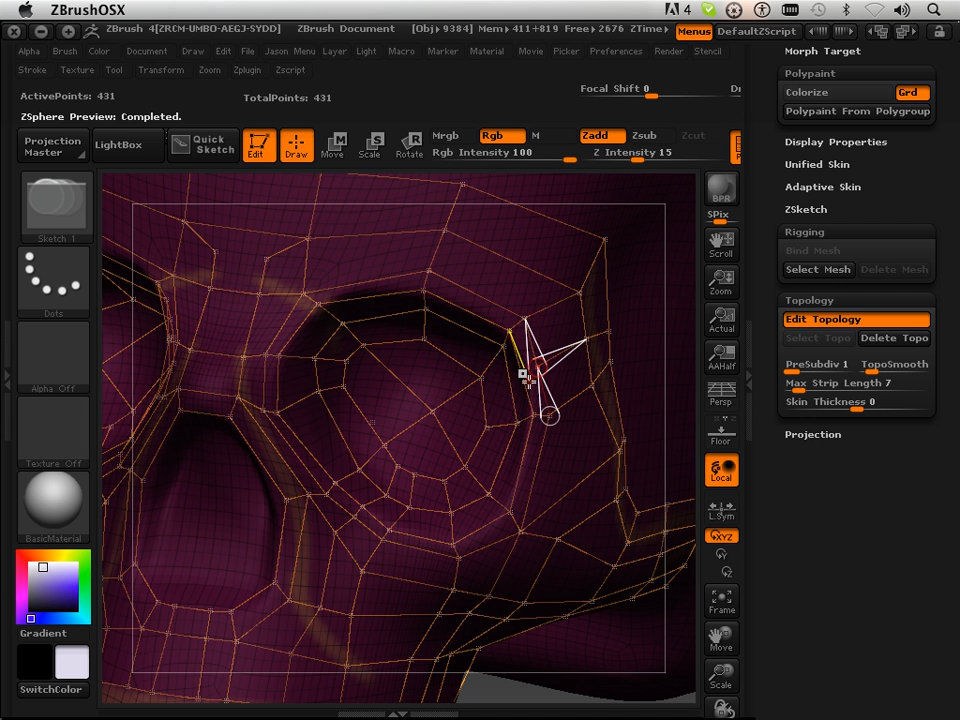 ZBrushOSX
4
ZBrush 4[ZRCM-UMBO-AEGJ-SYDD]
ZBrush Document
[Obj] 9384] Mem:411+819 Free:2676 ZTime
Menus
DefaultZScript
Alpha Brush Color Document Draw Edit File Jason Menu Layer Light Macro Marker Material Movie Picker Preferences Render Stencil
Stroke Texture Tool Transform Zoom Zplugin Zscript
ActivePoints: 431
TotalPoints: 431
Focal Shift 0
ZSphere Preview: Completed.
Projection
Master
LightBox
Quick
Sketch
Edit
Draw
Move
Scale
Rotate
Mrgb
Rgb
M
Zadd
Zsub
Zcut
Rgb Intensity 100
Z Intensity 15
Sketch 1
Dots
Alpha Off
Texture Off
BasicMaterial
Gradient
SwitchColor
BPR
SPix
Scroll
Zoom
Actual
AAHalf
Persp
Floor
Local
L.Sym
XYZ
Y
Z
Frame
Move
Scale
Morph Target
Polypaint
Colorize
Grd
Polypaint From Polygroup
Display Properties
Unified Skin
Adaptive Skin
ZSketch
Rigging
Bind Mesh
Select Mesh
Delete Mesh
Topology
Edit Topology
Select Topo
Delete Topo
PreSubdiv 1
TopoSmooth
Max Strip Length 7
Skin Thickness 0
Projection